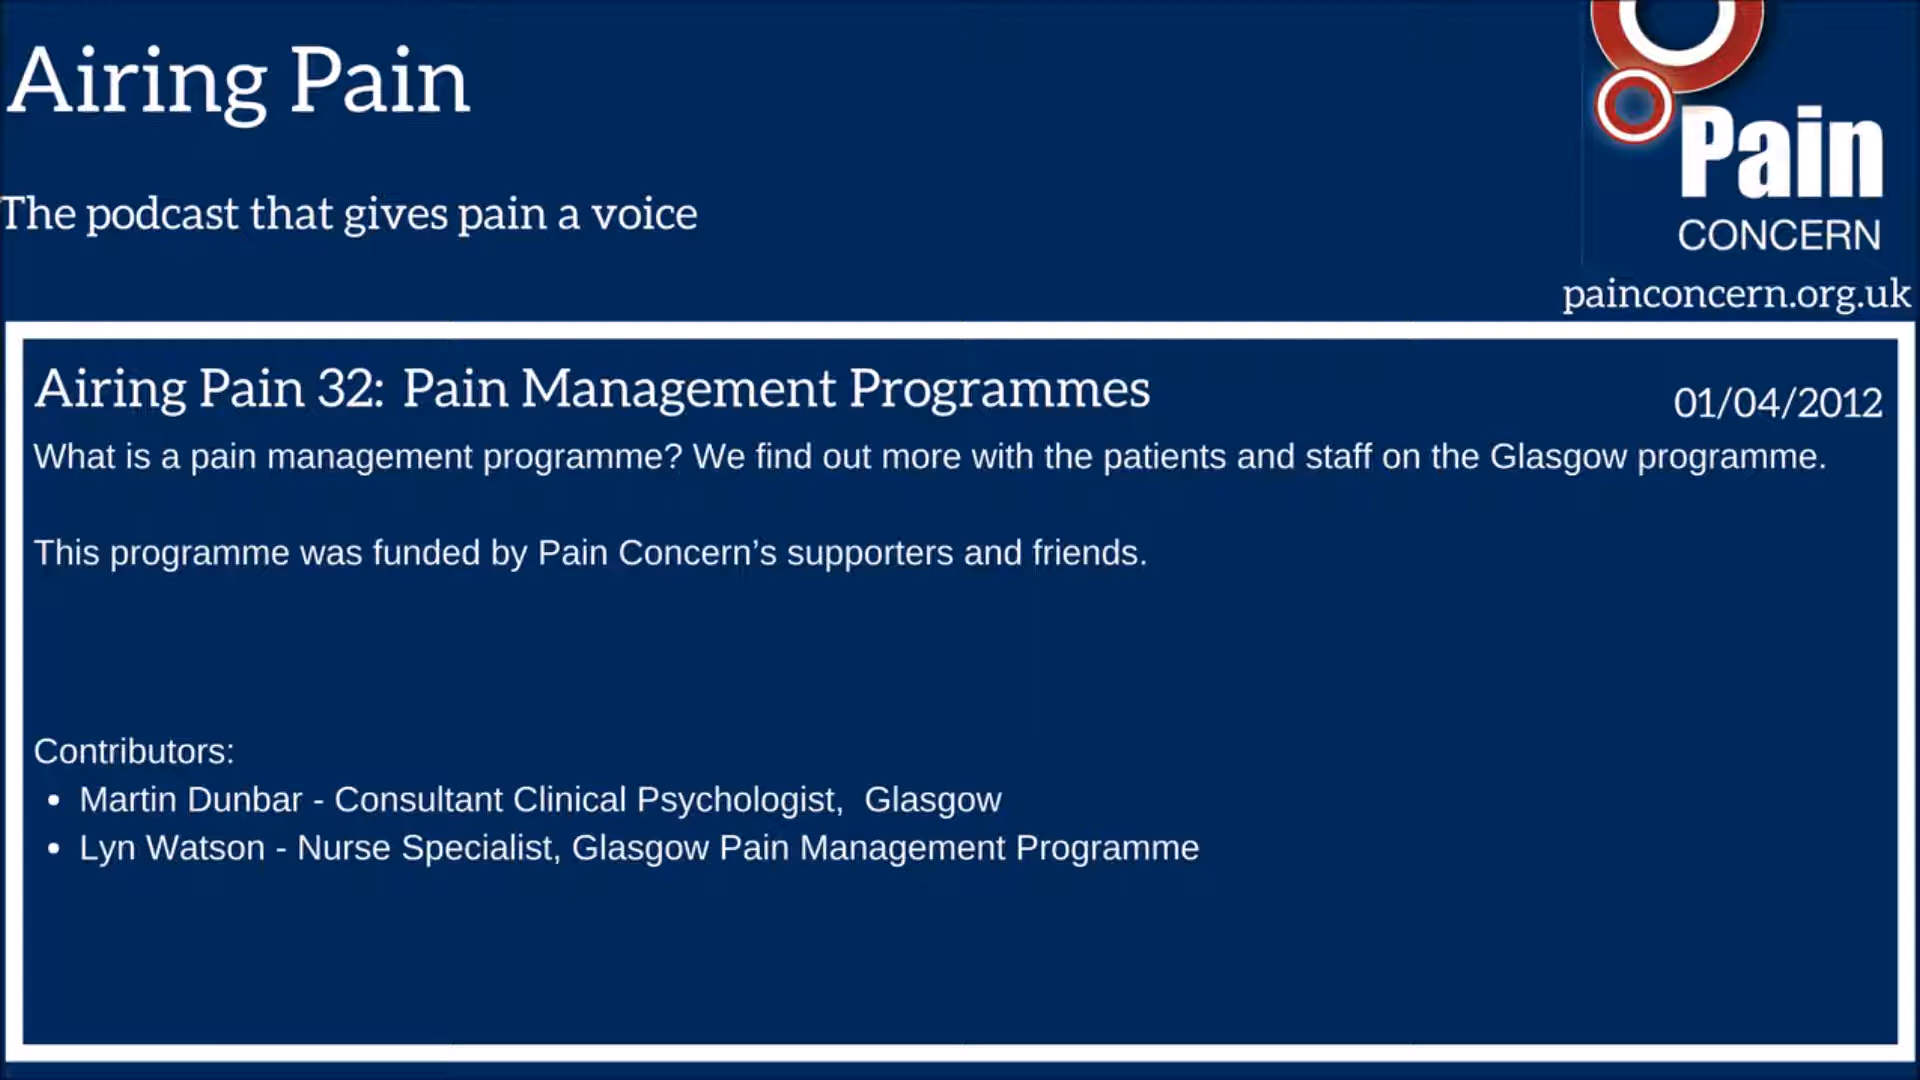 Airing Pain
The podcast that gives pain a voice
Pain
CONCERN
painconcern.org.uk
Airing Pain 32: Pain Management Programmes
01/04/2012
What is a pain management programme? We find out more with the patients and staff on the Glasgow programme.
This programme was funded by Pain Concern’s supporters and friends.
Contributors:
• Martin Dunbar - Consultant Clinical Psychologist,  Glasgow
• Lyn Watson - Nurse Specialist, Glasgow Pain Management Programme